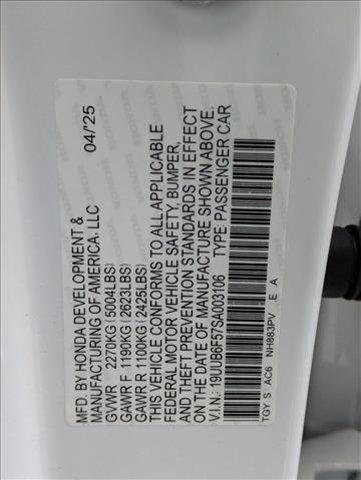 MFD. BY HONDA DEVELOPMENT &
MANUFACTURING OF AMERICA, LLC 04/'25
GVWR 2270KG(5004LBS)
GAWR F 1190KG(2623LBS)
GAWR R 1100KG(2425LBS)
THIS VEHICLE CONFORMS TO ALL APPLICABLE
FEDERAL MOTOR VEHICLE SAFETY, BUMPER,
AND THEFT PREVENTION STANDARDS IN EFFECT
ON THE DATE OF MANUFACTURE SHOWN ABOVE.
V.I.N.: 19UUB6F57SA003106 TYPE: PASSENGER CAR
TGY S AC6 NH883PV E A